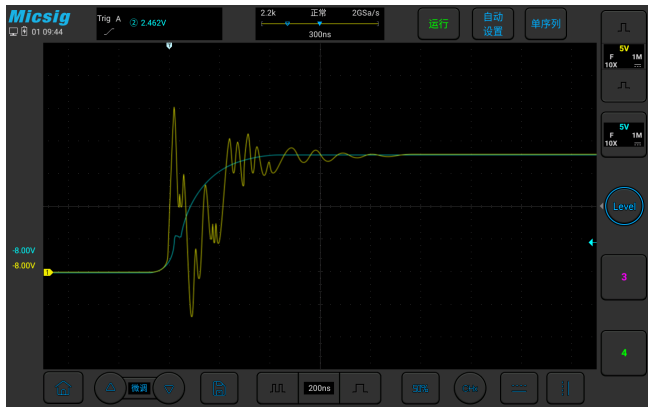 Micsig
Trig A ② 2.462V
2.2k 正常 2GSa/s
300ns
运行
自动
设置
单序列
01 09:44
5V
F 1M
10X
5V
F 1M
10X
Level
-8.00V
-8.00V
1
3
4
微调
200ns
50%